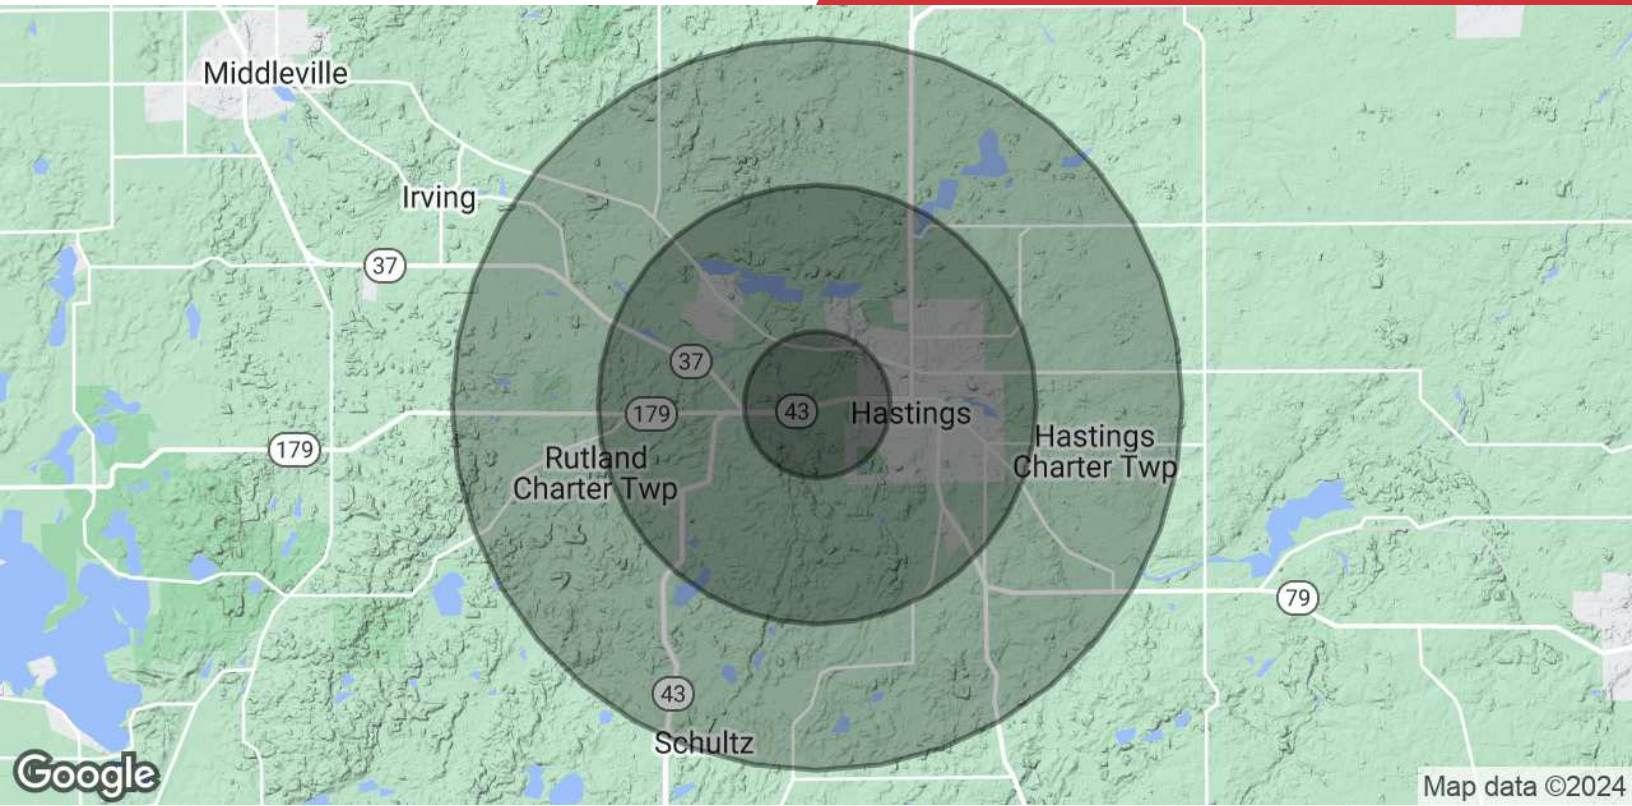 Middleville
Irving
37
37
179
43
Hastings
179
Hastings
Charter Twp
Rutland
Charter Twp
79
43
Schultz
Google
Map data ©2024